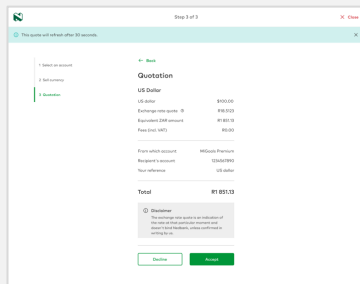 Step 3 of 3
Close
This quote will refresh after 30 seconds.
1 Select an account
2 Sell currency
3 Quotation
Back
Quotation
US Dollar
US dollar $100.00
Exchange rate quote R18.5123
Equivalent ZAR amount R1 851.13
Fees (incl. VAT) R0.00
From which account MiGoals Premium
Recipient's account 1234567890
Your reference US dollar
Total R1 851.13
Disclaimer
The exchange rate quote is an indication of
the rate at that particular moment and
doesn't bind Nedbank, unless confirmed in
writing by us.
Decline
Accept